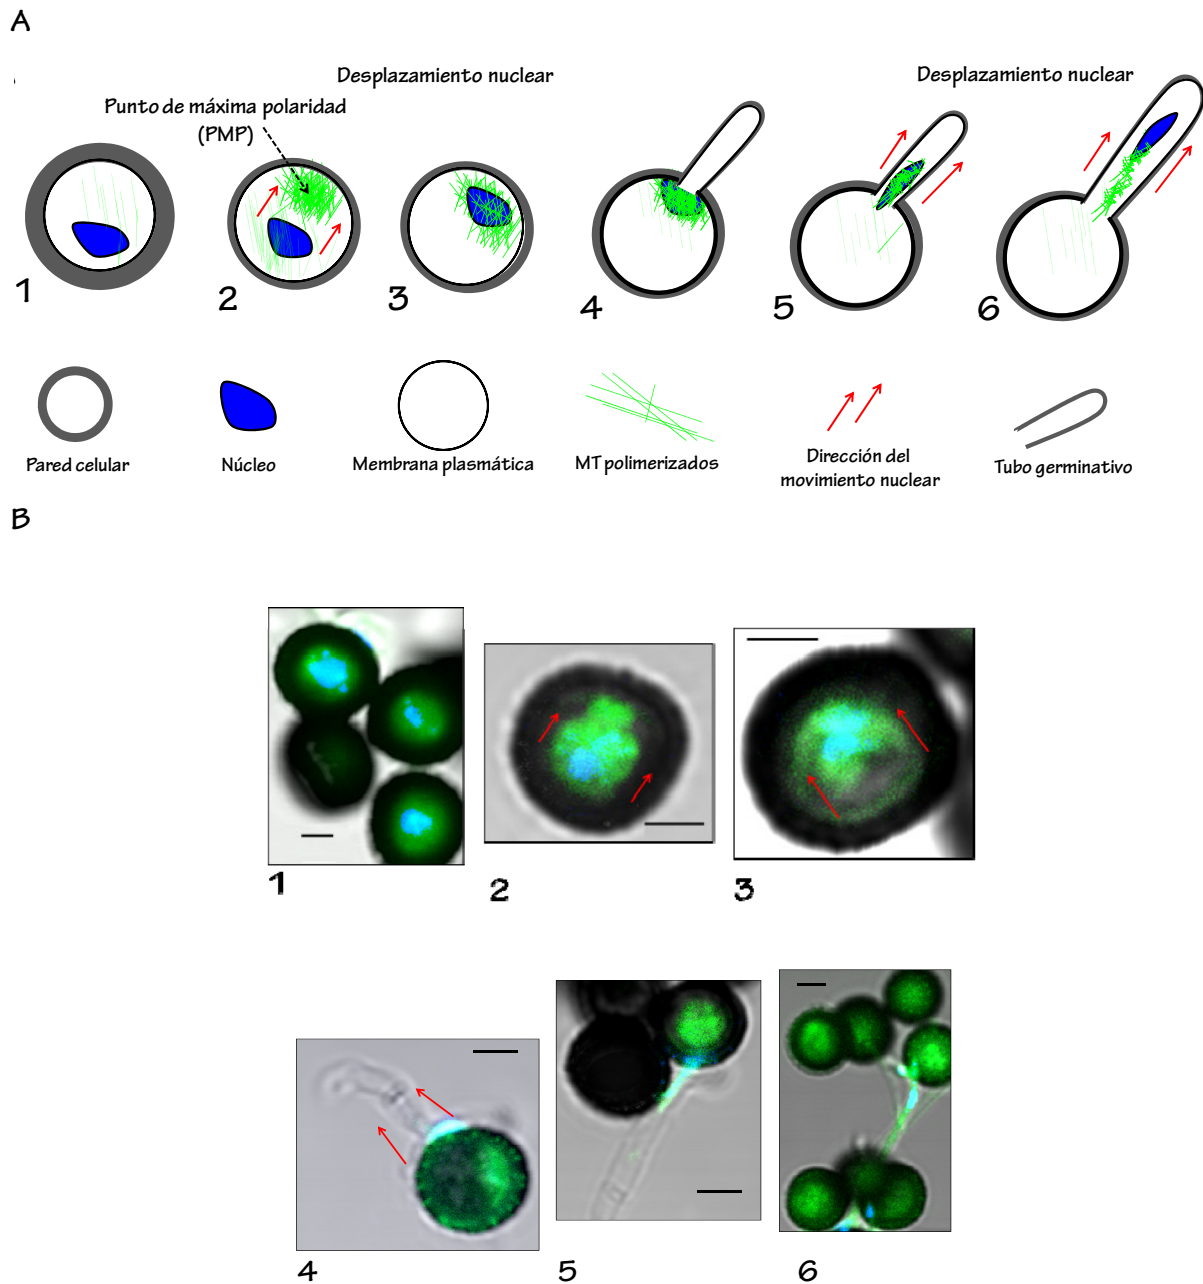 A
Desplazamiento nuclear
Desplazamiento nuclear
Punto de máxima polaridad
(PMP)
1
2
3
4
5
6
Pared celular
Núcleo
Membrana plasmática
MT polimerizados
Dirección del
movimiento nuclear
Tubo germinativo
B
1
2
3
4
5
6